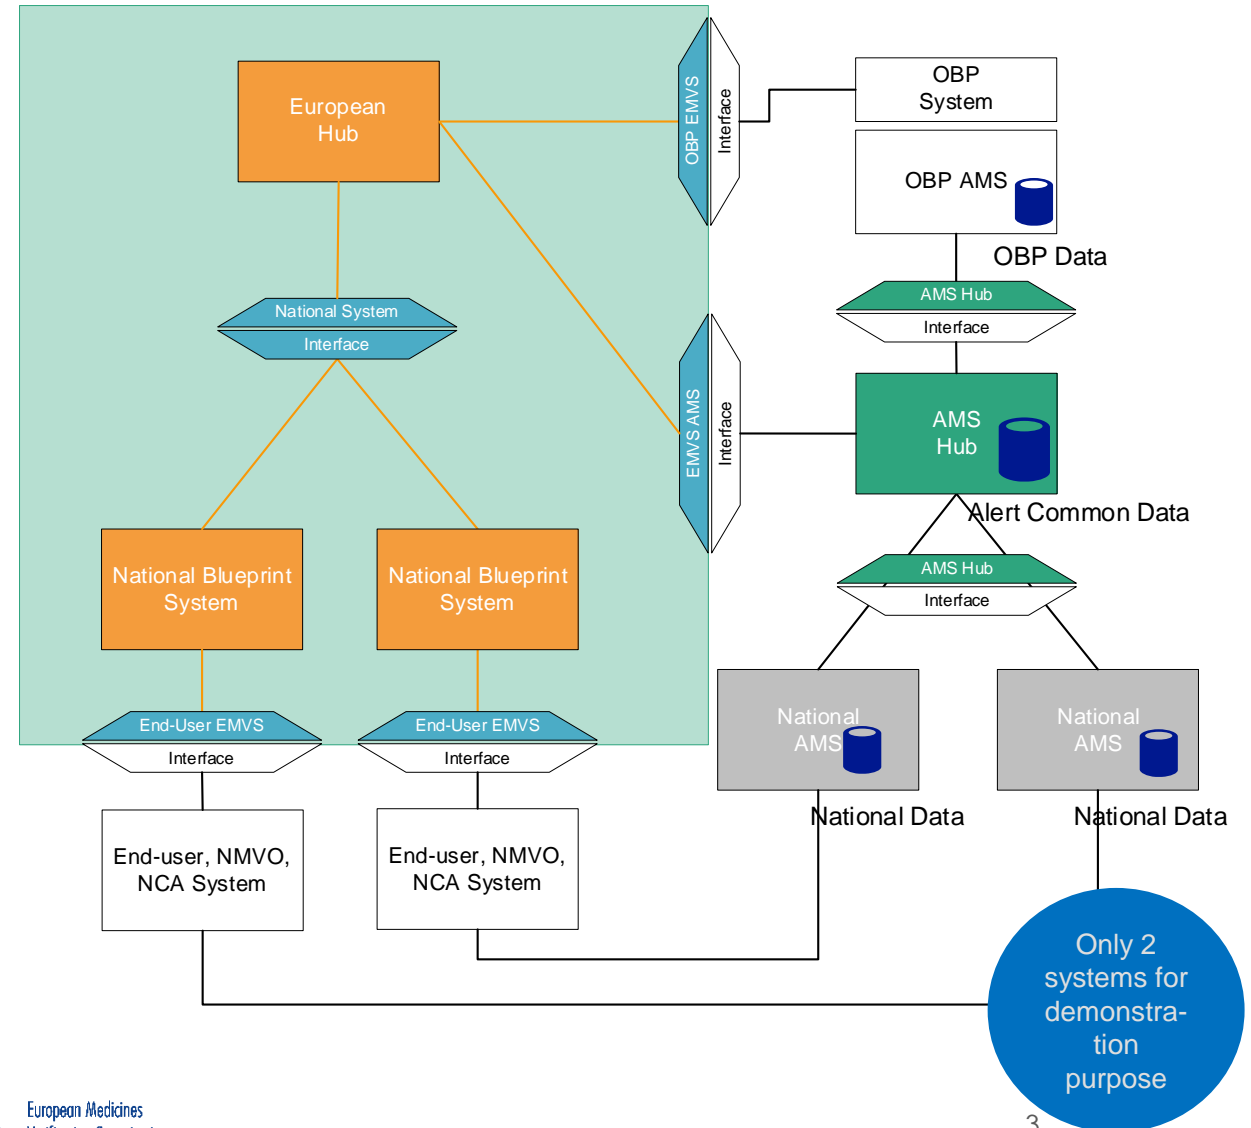 European
Hub
OBP EMVS
Interface
OBP
System
OBP AMS
OBP Data
AMS Hub
Interface
National System
Interface
EMVS AMS
Interface
AMS
Hub
Alert Common Data
AMS Hub
Interface
National Blueprint
System
National Blueprint
System
End-User EMVS
Interface
End-User EMVS
Interface
National
AMS
National Data
National
AMS
National Data
End-user, NMVO,
NCA System
End-user, NMVO,
NCA System
Only 2
systems for
demonstra-
tion
purpose
European Medicines
3